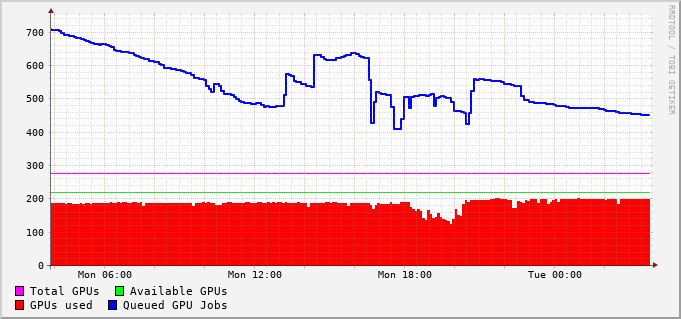 700
600
500
400
300
200
100
0
Mon 06:00 Mon 12:00 Mon 18:00 Tue 00:00
Total GPUs Available GPUs
GPUs used Queued GPU Jobs
RRDTOOL / TOBI OETIKER